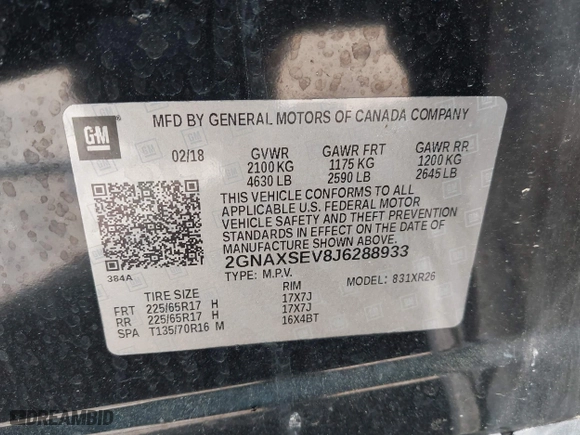 MFD BY GENERAL MOTORS OF CANADA COMPANY
GM
02/18 GVWR GAWR FRT GAWR RR
2100 KG 1175 KG 1200 KG
4630 LB 2590 LB 2645 LB
THIS VEHICLE CONFORMS TO ALL
APPLICABLE U.S. FEDERAL MOTOR
VEHICLE SAFETY AND THEFT PREVENTION
STANDARDS IN EFFECT ON THE DATE OF
MANUFACTURE SHOWN ABOVE.
2GNAXSEV8J6288933
384A
TYPE: M.P.V. MODEL: 831XR26
TIRE SIZE RIM
FRT 225/65R17 H 17X7J
RR 225/65R17 H 17X7J
SPA T135/70R16 M 16X4BT
DREAMBID